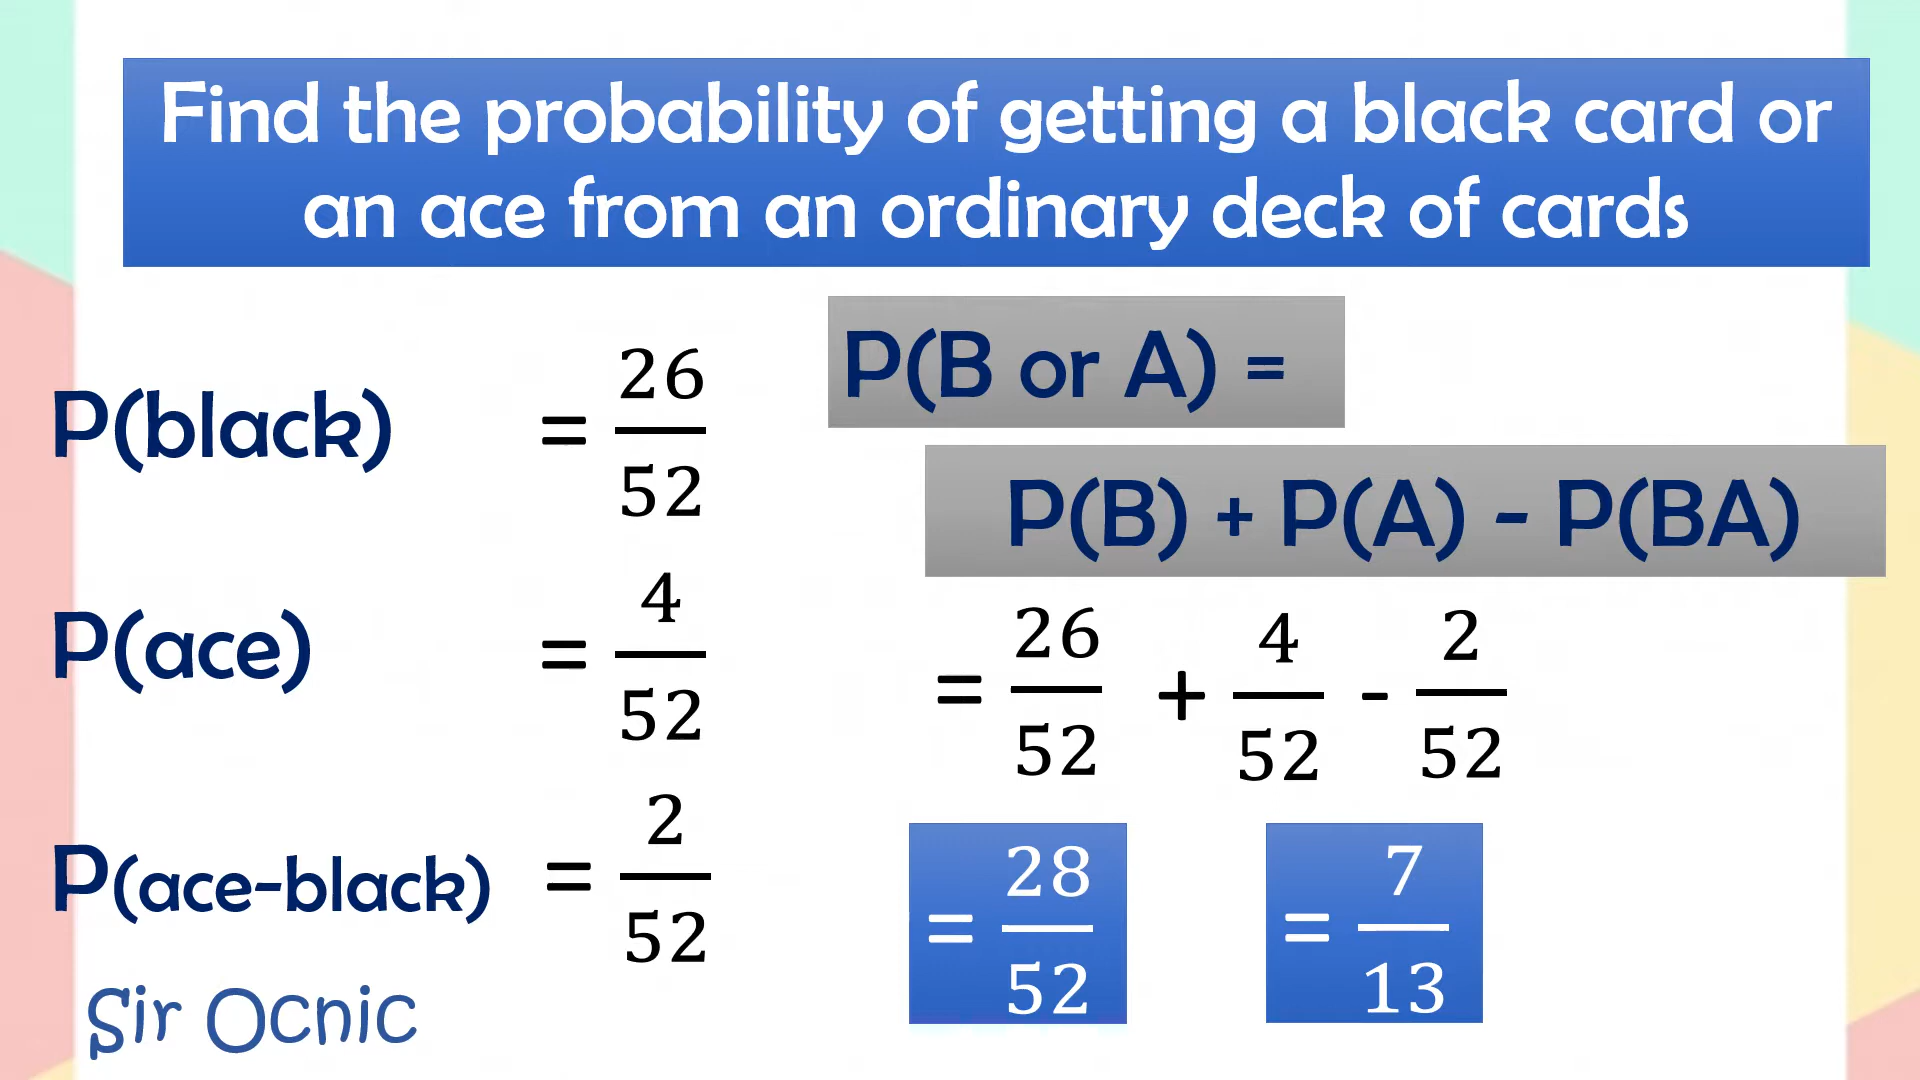 Find the probability of getting a black card or
an ace from an ordinary deck of cards
P(black) = 26/52
P(ace) = 4/52
P(ace-black) = 2/52
Sir Ocnic
P(B or A) =
P(B) + P(A) - P(BA)
= 26/52 + 4/52 - 2/52
= 28/52 = 7/13